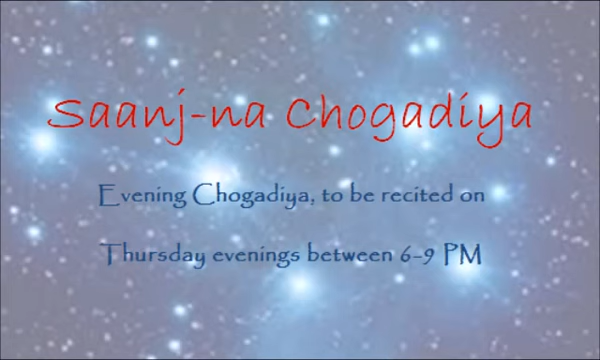 Saanj-na Chogadiya
Evening Chogadiya, to be recited on
Thursday evenings between 6-9 PM